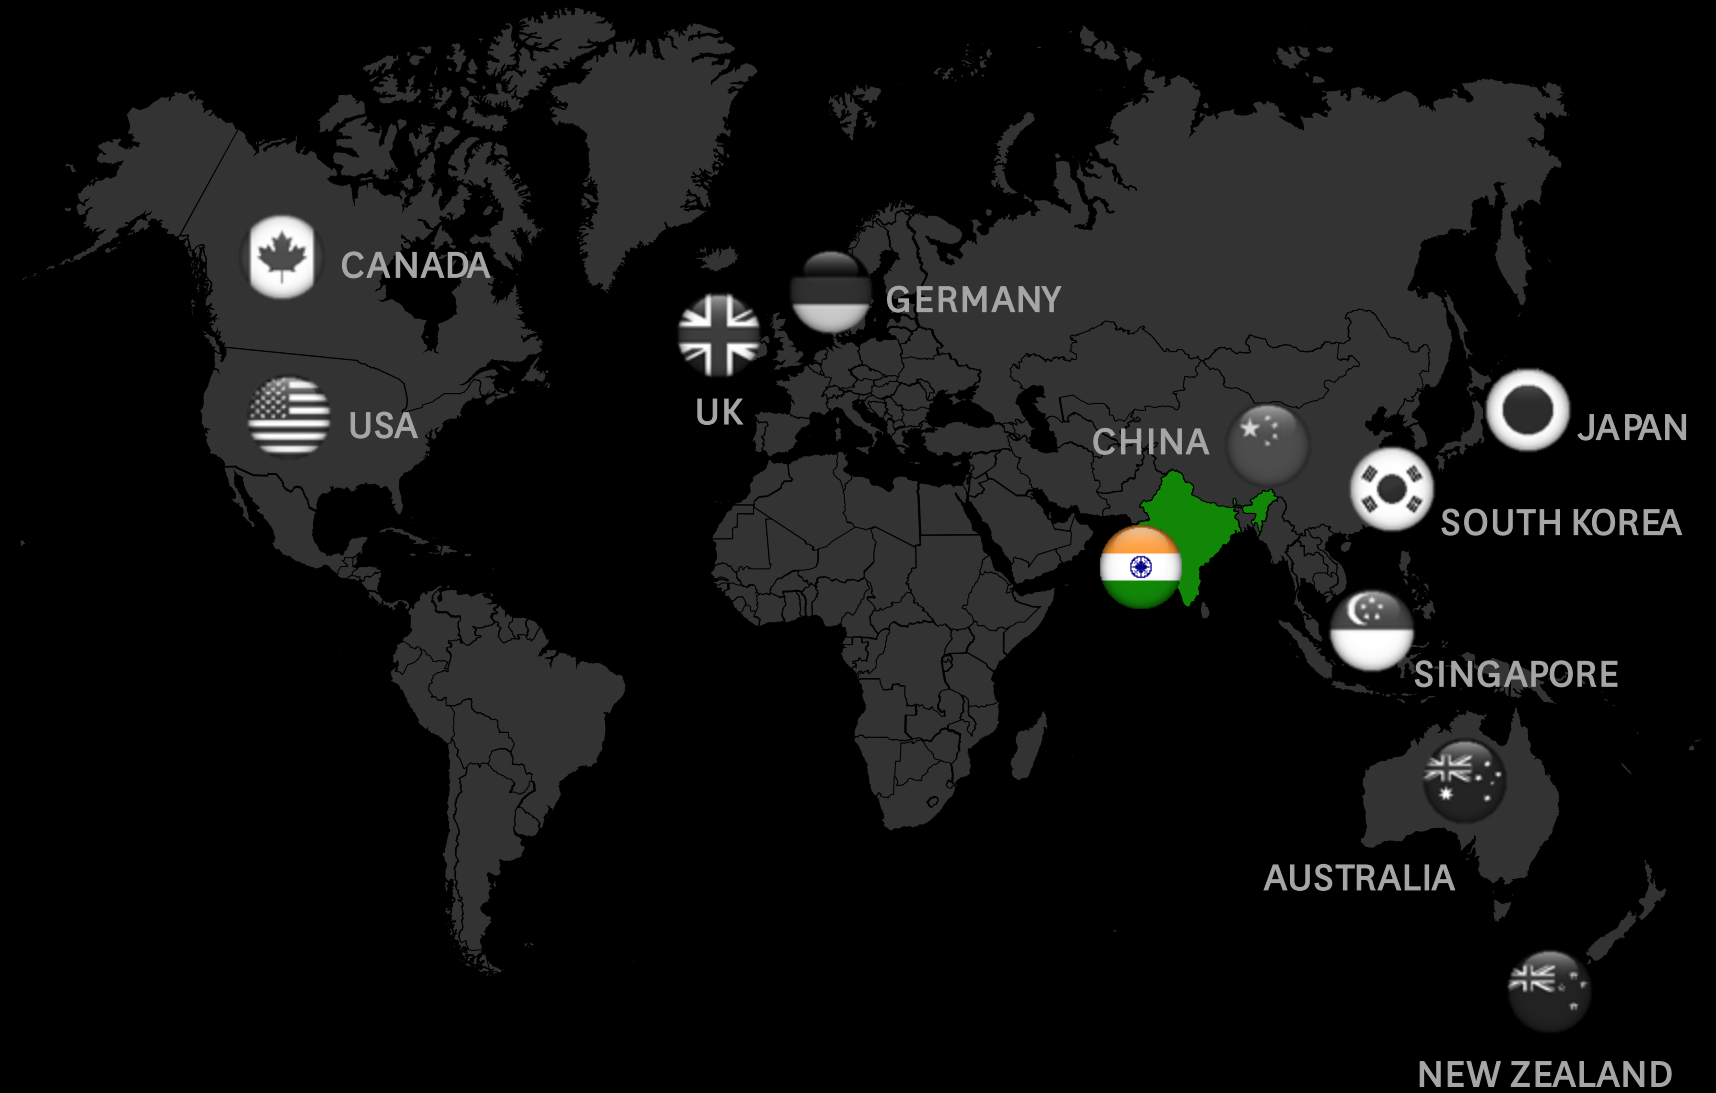 CANADA
GERMANY
UK
USA
CHINA
JAPAN
SOUTH KOREA
SINGAPORE
AUSTRALIA
NEW ZEALAND